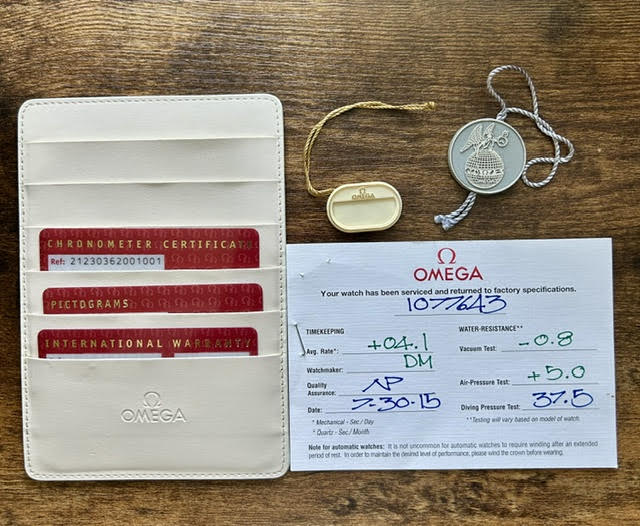 CHRONOMETER CERTIFICAT
Ref: 21230362001001
PICTOGRAMS
INTERNATIONAL WARRANTY
Ω
OMEGA
Ω
OMEGA
Ω
OMEGA
Your watch has been serviced and returned to factory specifications.
1077643
TIMEKEEPING
Avg. Rate*: +04.1
Watchmaker: DM
Quality
Assurance: NP
Date: 7-30-15
* Mechanical - Sec / Day
* Quartz - Sec / Month
WATER-RESISTANCE**
Vacuum Test: -0.8
Air-Pressure Test: +5.0
Diving Pressure Test: 37.5
**Testing will vary based on model of watch.
Note for automatic watches: It is not uncommon for automatic watches to require winding after an extended
period of rest. In order to maintain the desired level of performance, please wind the crown before wearing.